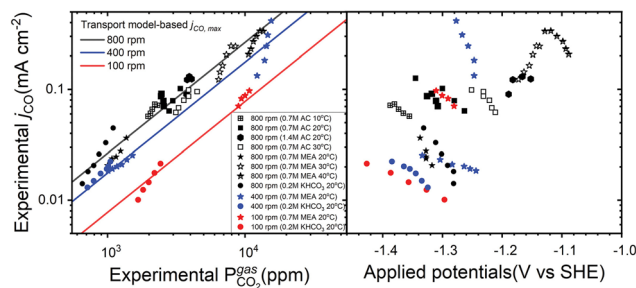 Transport model-based jCO, max
800 rpm
400 rpm
100 rpm
Experimental jCO(mA cm-2)
0.1
0.01
10³
10⁴
Experimental P gas CO2 (ppm)
800 rpm (0.7M AC 10°C)
800 rpm (0.7M AC 20°C)
800 rpm (1.4M AC 20°C)
800 rpm (0.7M AC 30°C)
800 rpm (0.7M MEA 20°C)
800 rpm (0.7M MEA 30°C)
800 rpm (0.7M MEA 40°C)
800 rpm (0.2M KHCO₃ 20°C)
400 rpm (0.7M MEA 20°C)
400 rpm (0.2M KHCO₃ 20°C)
100 rpm (0.7M MEA 20°C)
100 rpm (0.2M KHCO₃ 20°C)
-1.4 -1.3 -1.2 -1.1 -1.0
Applied potentials(V vs SHE)